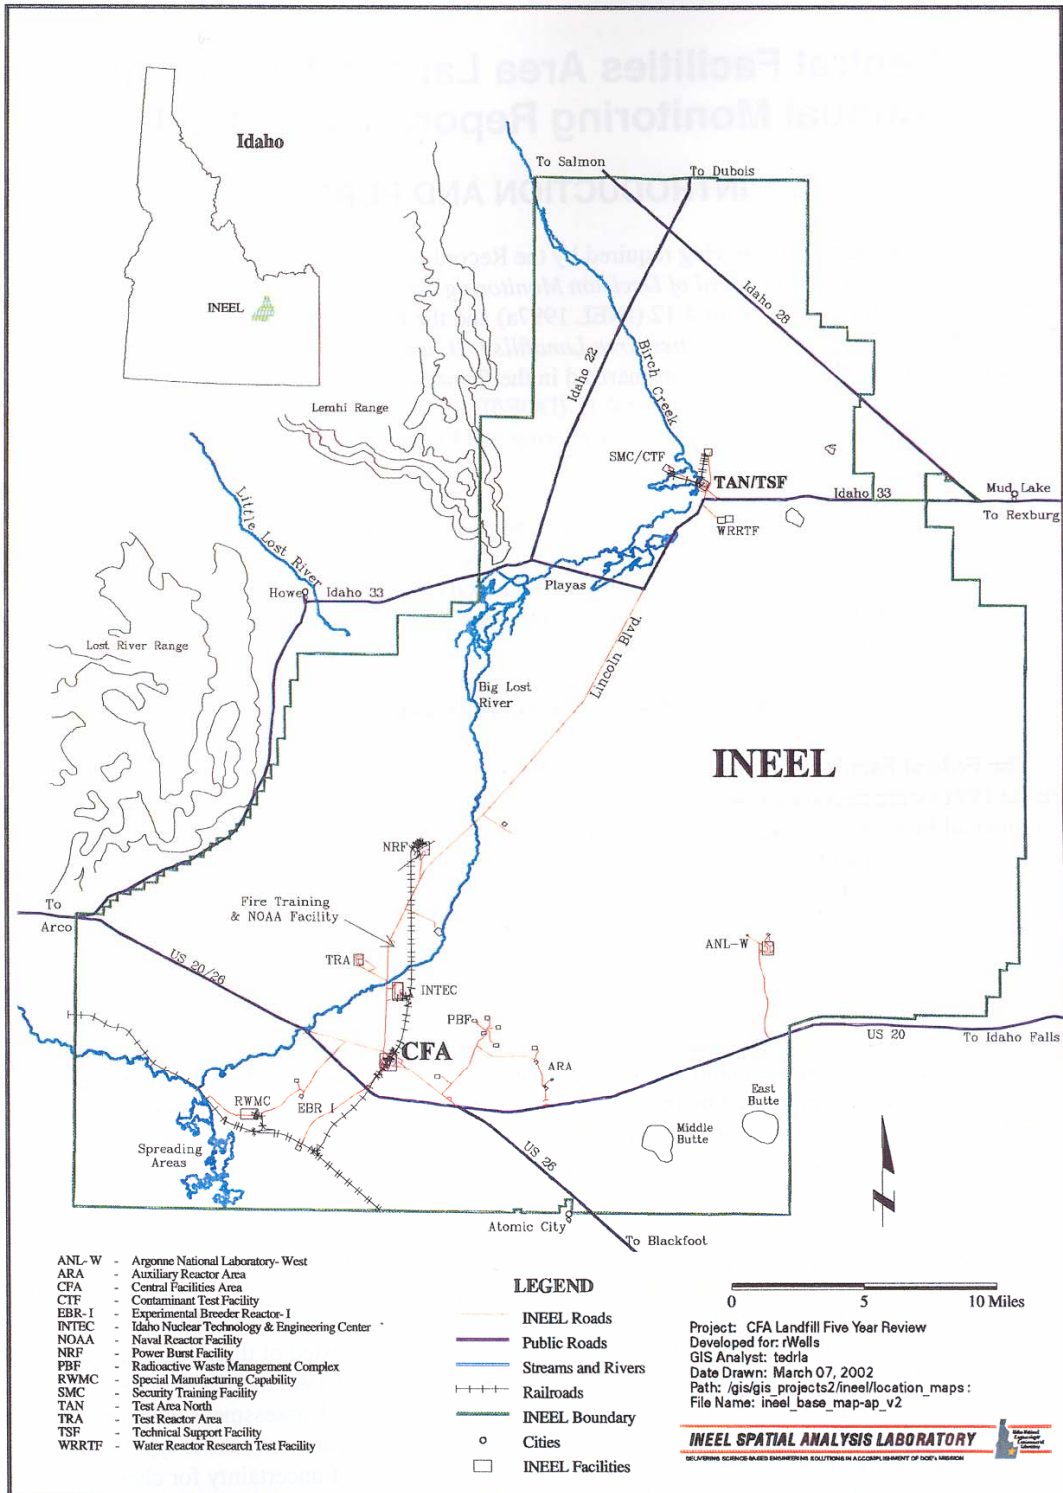 Idaho
INEEL
To Salmon
To Dubois
Idaho 28
Idaho 22
Birch Creek
Lemhi Range
SMC/CTF
TAN/TSF
Idaho 33
Mud Lake
To Rexburg
WRRTF
Little Lost River
Howe
Idaho 33
Playas
Lost River Range
Lincoln Blvd.
Big Lost
River
INEEL
NRF
To
Arco
Fire Training
& NOAA Facility
US 20/26
TRA
INTEC
ANL-W
PBF
CFA
ARA
US 20
To Idaho Falls
RWMC
EBR I
East
Butte
Middle
Butte
Spreading
Areas
US 26
Atomic City
To Blackfoot
ANL-W - Argonne National Laboratory-West
ARA - Auxiliary Reactor Area
CFA - Central Facilities Area
CTF - Contaminant Test Facility
EBR-I - Experimental Breeder Reactor-I
INTEC - Idaho Nuclear Technology & Engineering Center
NOAA - Naval Reactor Facility
NRF - Power Burst Facility
PBF - Radioactive Waste Management Complex
RWMC - Special Manufacturing Capability
SMC - Security Training Facility
TAN - Test Area North
TRA - Test Reactor Area
TSF - Technical Support Facility
WRRTF - Water Reactor Research Test Facility
LEGEND
INEEL Roads
Public Roads
Streams and Rivers
Railroads
INEEL Boundary
Cities
INEEL Facilities
0 5 10 Miles
Project: CFA Landfill Five Year Review
Developed for: rWells
GIS Analyst: tedrla
Date Drawn: March 07, 2002
Path: /gis/gis_projects2/ineel/location_maps :
File Name: ineel_base_map-ap_v2
INEEL SPATIAL ANALYSIS LABORATORY
DELIVERING SCIENCE-BASED ENGINEERING SOLUTIONS IN ACCOMPLISHMENT OF DOE's MISSION